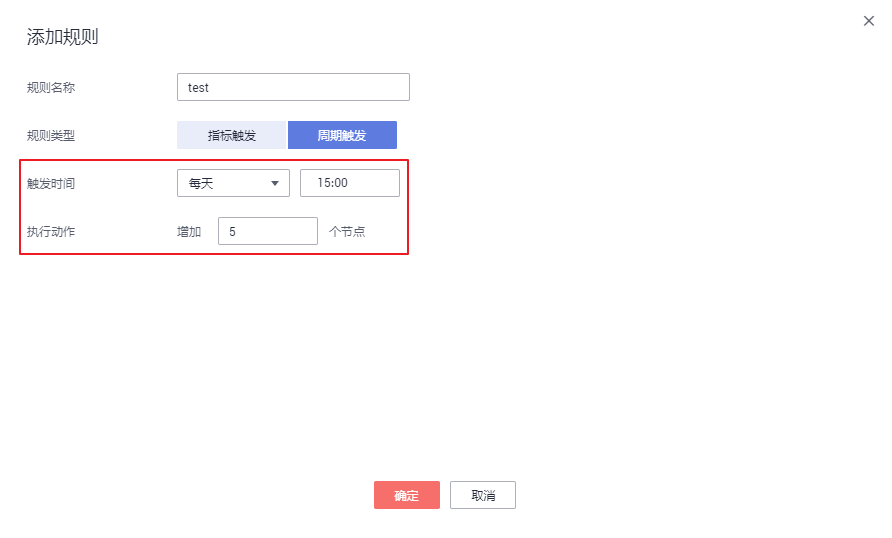 添加规则
规则名称 test
规则类型 指标触发 周期触发
触发时间 每天 15:00
执行动作 增加 5 个节点
确定 取消